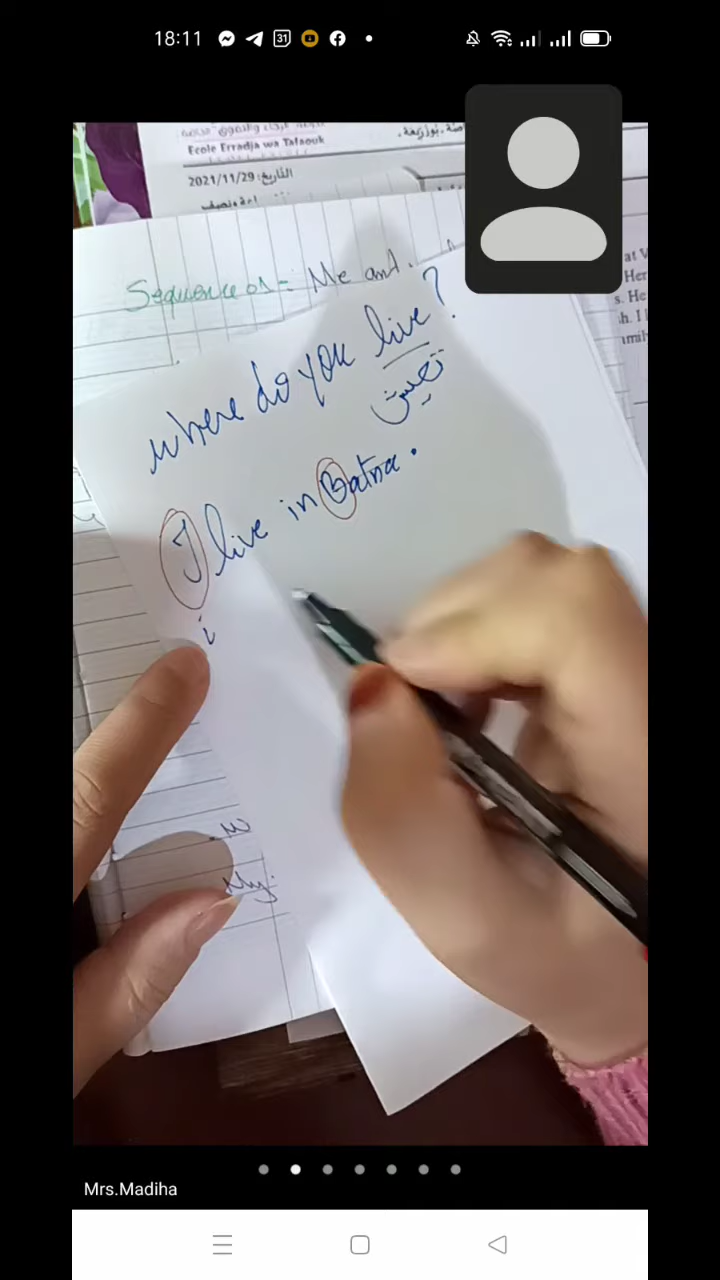 18:11
31
Ecole Erradja wa Tafaouk
التاريخ: 2021/11/29
Sequence 01 = Me and.
where do you live?
تعيش
I live in Batna.
i
My
Mrs.Madiha